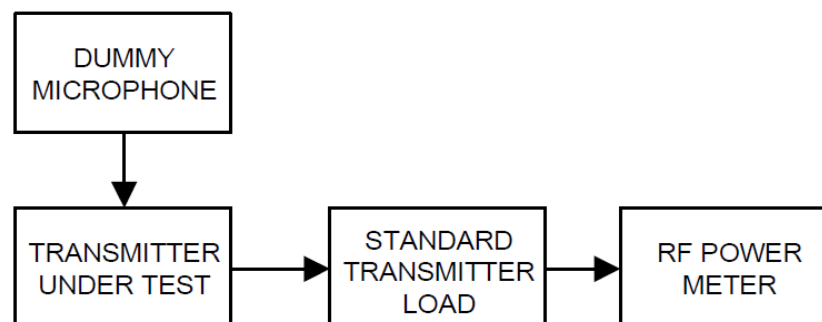 DUMMY
MICROPHONE
TRANSMITTER
UNDER TEST
STANDARD
TRANSMITTER
LOAD
RF POWER
METER